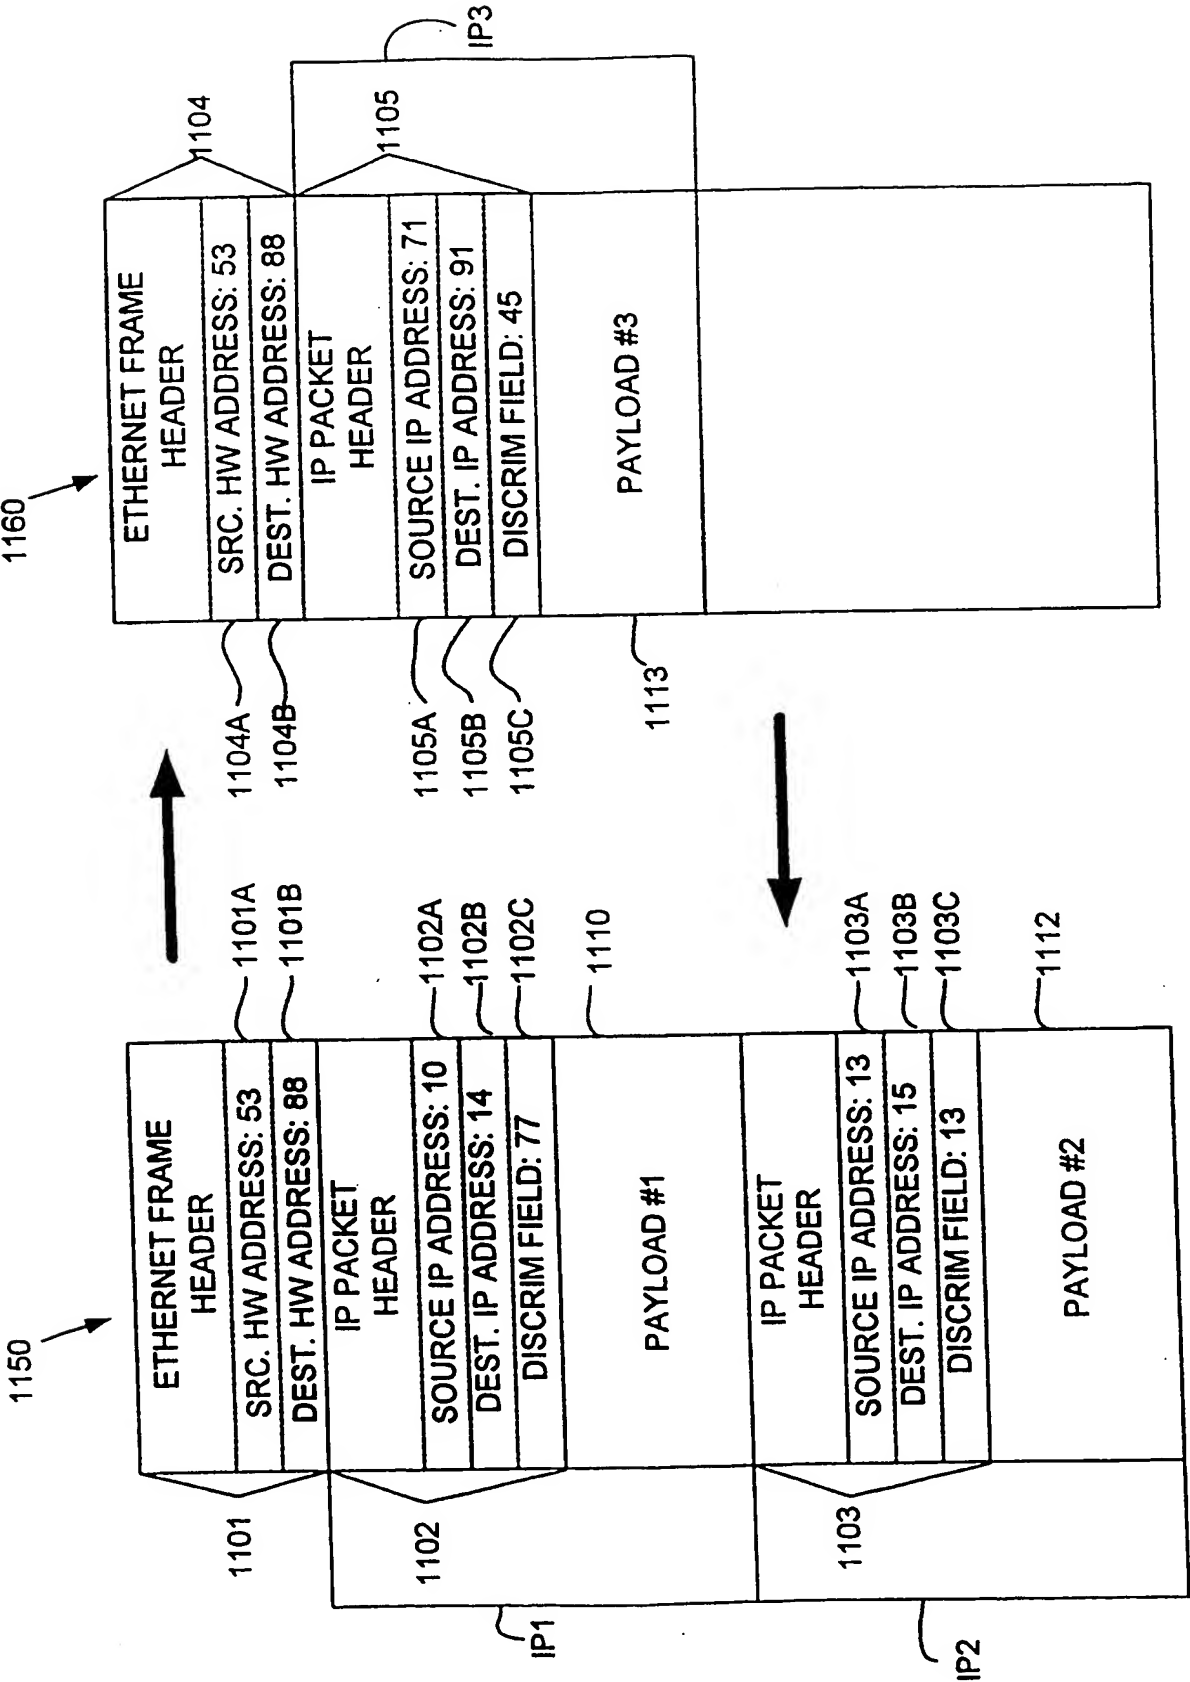 1150
ETHERNET FRAME
HEADER
SRC. HW ADDRESS: 53
DEST. HW ADDRESS: 88
IP PACKET
HEADER
SOURCE IP ADDRESS: 10
DEST. IP ADDRESS: 14
DISCRIM FIELD: 77
PAYLOAD #1
IP PACKET
HEADER
SOURCE IP ADDRESS: 13
DEST. IP ADDRESS: 15
DISCRIM FIELD: 13
PAYLOAD #2
1101
1102
1103
IP1
IP2
1101A
1101B
1102A
1102B
1102C
1110
1103A
1103B
1103C
1112
1160
ETHERNET FRAME
HEADER
SRC. HW ADDRESS: 53
DEST. HW ADDRESS: 88
IP PACKET
HEADER
SOURCE IP ADDRESS: 71
DEST. IP ADDRESS: 91
DISCRIM FIELD: 45
PAYLOAD #3
1104A
1104B
1105A
1105B
1105C
1113
1104
1105
IP3